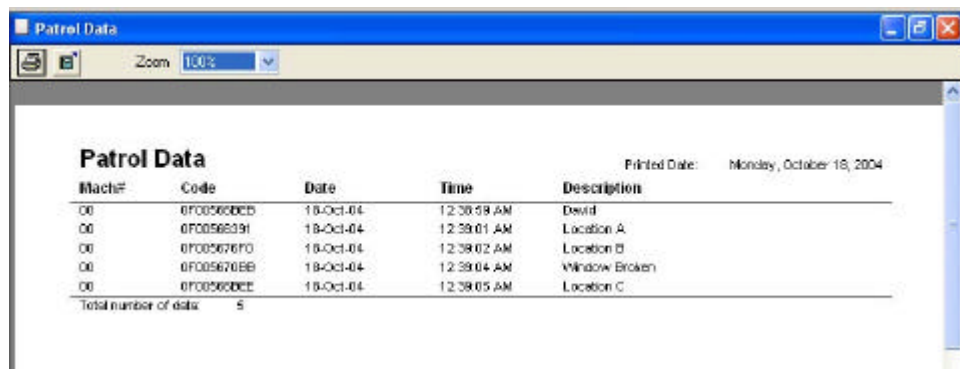 Patrol Data
Zoom 100%
Patrol Data
Printed Date: Monday, October 18, 2004
Mach# Code Date Time Description
00 18-Oct-04 12:38:59 AM David
00 0F00566391 18-Oct-04 12:39:01 AM Location A
00 0F005676F0 18-Oct-04 12:39:02 AM Location B
00 0F005670BB 18-Oct-04 12:39:04 AM Window Broken
00 18-Oct-04 12:39:05 AM Location C
Total number of data: 5